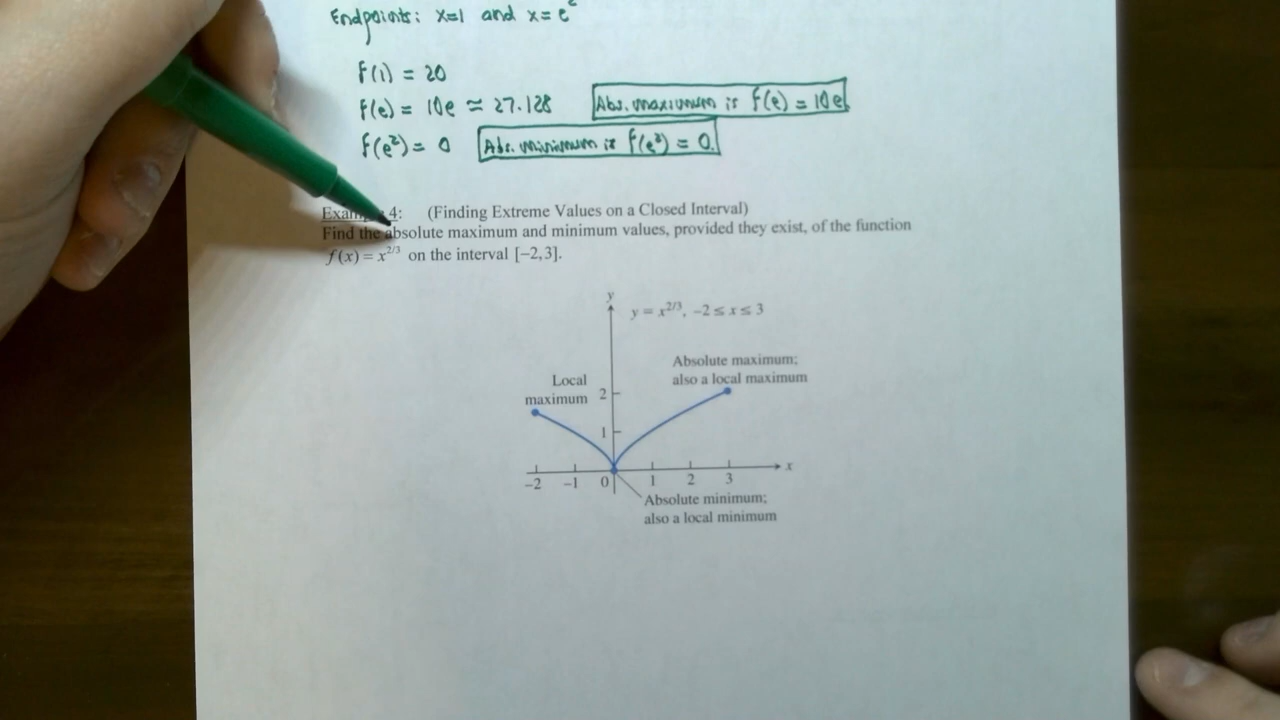 Endpoints: x=1 and x=e²
f(1) = 20
f(e) = 10e ≈ 27.128 Abs. maximum is f(e) = 10e.
f(e²) = 0 Abs. minimum is f(e²) = 0.
4: (Finding Extreme Values on a Closed Interval)
Find the absolute maximum and minimum values, provided they exist, of the function
f(x) = x^{2/3} on the interval [−2,3].
y
y = x^{2/3}, −2 ≤ x ≤ 3
Absolute maximum;
also a local maximum
Local
maximum
2
1
x
−2 −1 0 1 2 3
Absolute minimum;
also a local minimum